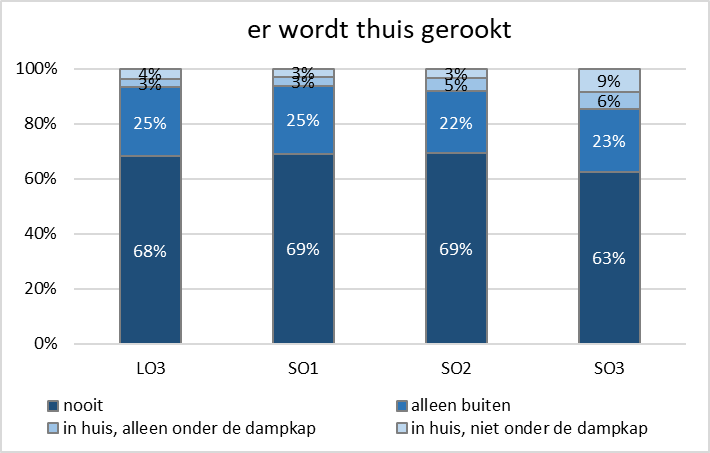 er wordt thuis gerookt
100%
80%
60%
40%
20%
0%
4% 3% 3% 9%
3% 3% 5% 6%
25% 25% 22% 23%
68% 69% 69% 63%
LO3 SO1 SO2 SO3
nooit alleen buiten
in huis, alleen onder de dampkap in huis, niet onder de dampkap